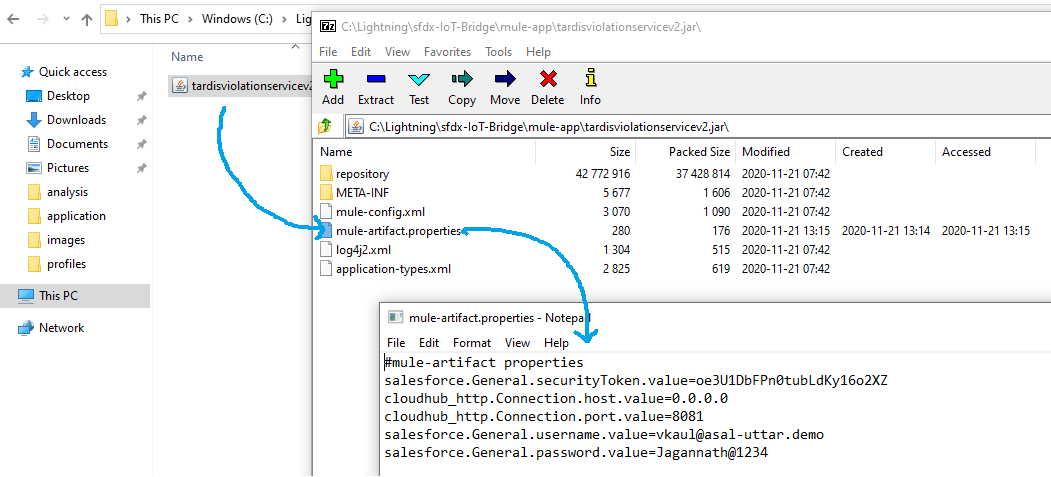 This PC > Windows (C:) >
Quick access
Desktop
Downloads
Documents
Pictures
analysis
application
images
profiles
This PC
Network
Name
tardisviolationservicev2
C:\Lightning\sfdx-IoT-Bridge\mule-app\tardisviolationservicev2.jar\
File Edit View Favorites Tools Help
Add Extract Test Copy Move Delete Info
C:\Lightning\sfdx-IoT-Bridge\mule-app\tardisviolationservicev2.jar\
Name Size Packed Size Modified Created Accessed
repository 42 772 916 37 428 814 2020-11-21 07:42
META-INF 5 677 1 606 2020-11-21 07:42
mule-config.xml 3 070 1 090 2020-11-21 07:42
mule-artifact.properties 280 176 2020-11-21 13:15 2020-11-21 13:14 2020-11-21 13:15
log4j2.xml 1 304 515 2020-11-21 07:42
application-types.xml 2 825 619 2020-11-21 07:42
mule-artifact.properties - Notepad
File Edit Format View Help
#mule-artifact properties
salesforce.General.securityToken.value=oe3U1DbFPn0tubLdKy16o2XZ
cloudhub_http.Connection.host.value=0.0.0.0
cloudhub_http.Connection.port.value=8081
salesforce.General.username.value=vkaul@asal-uttar.demo
salesforce.General.password.value=Jagannath@1234